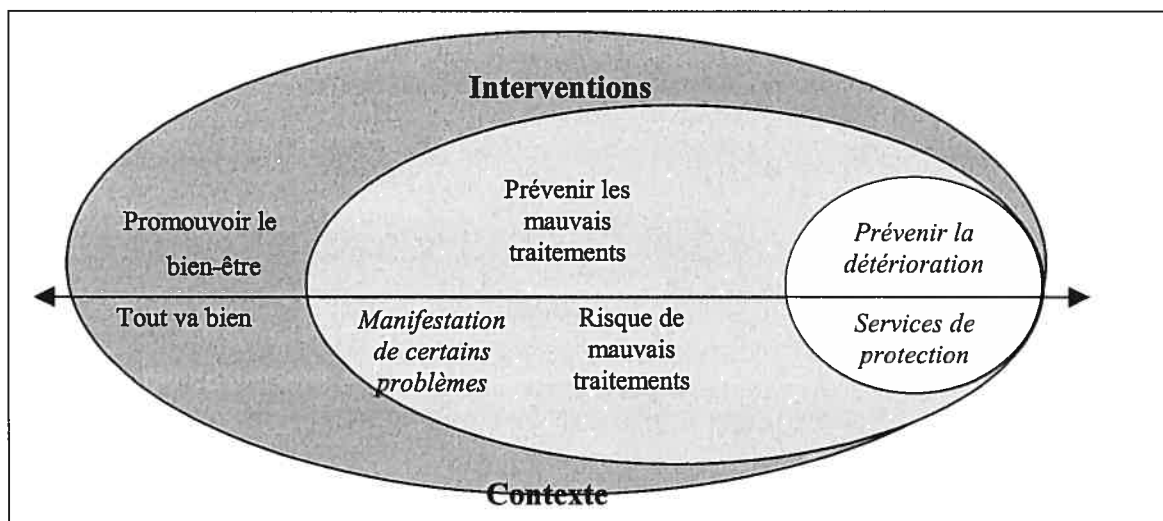 Interventions
Promouvoir le
bien-être
Prévenir les
mauvais
traitements
Prévenir la
détérioration
Tout va bien
Manifestation
de certains
problèmes
Risque de
mauvais
traitements
Services de
protection
Contexte